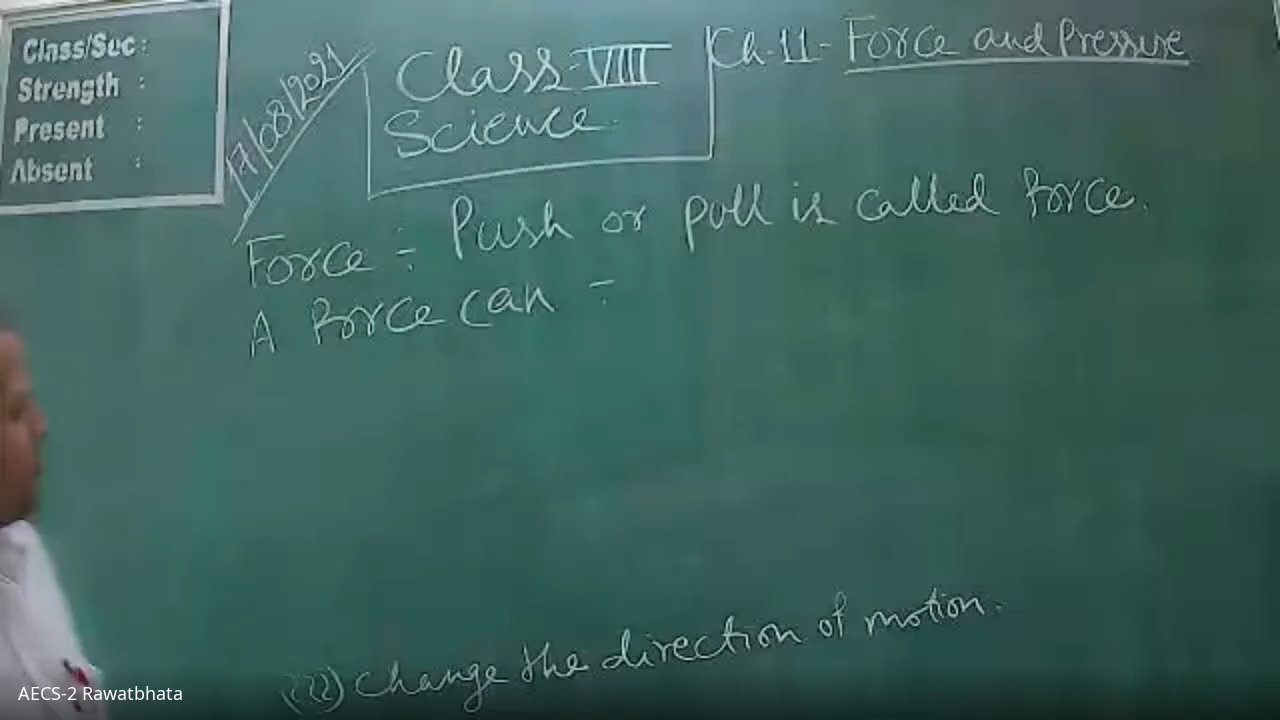 Class/Sec :
Strength :
Present :
Absent :
17/08/2021
Class-VIII
Science
Ch-11- Force and Pressure
Force ÷ Push or pull is called Force.
A Force can ÷
(iii) Change the direction of motion.
AECS-2 Rawatbhata